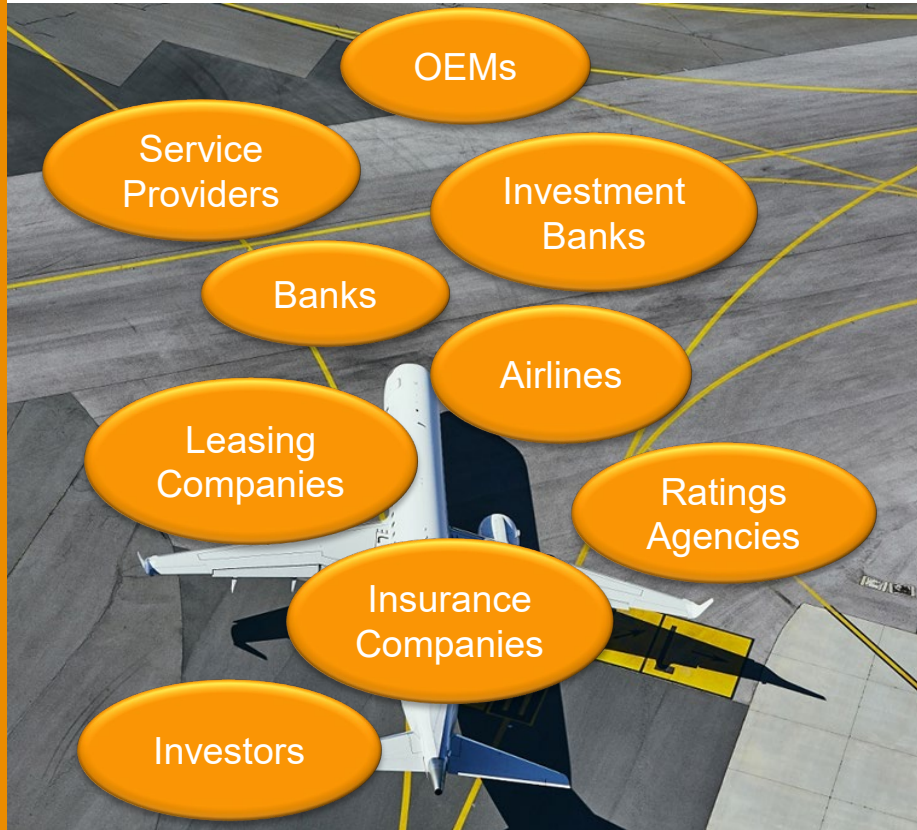 OEMs
Service
Providers
Investment
Banks
Banks
Airlines
Leasing
Companies
Ratings
Agencies
Insurance
Companies
Investors